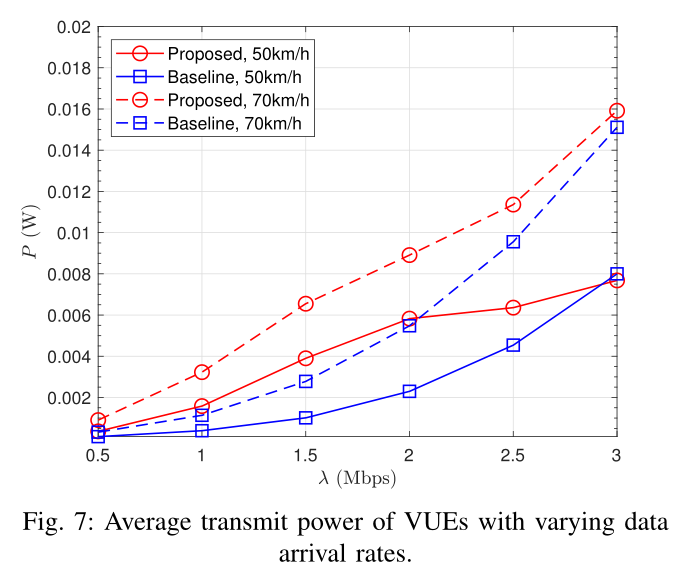 0.02
0.018
0.016
0.014
0.012
0.01
0.008
0.006
0.004
0.002
P (W)
Proposed, 50km/h
Baseline, 50km/h
Proposed, 70km/h
Baseline, 70km/h
0.5 1 1.5 2 2.5 3
λ (Mbps)
Fig. 7: Average transmit power of VUEs with varying data
arrival rates.